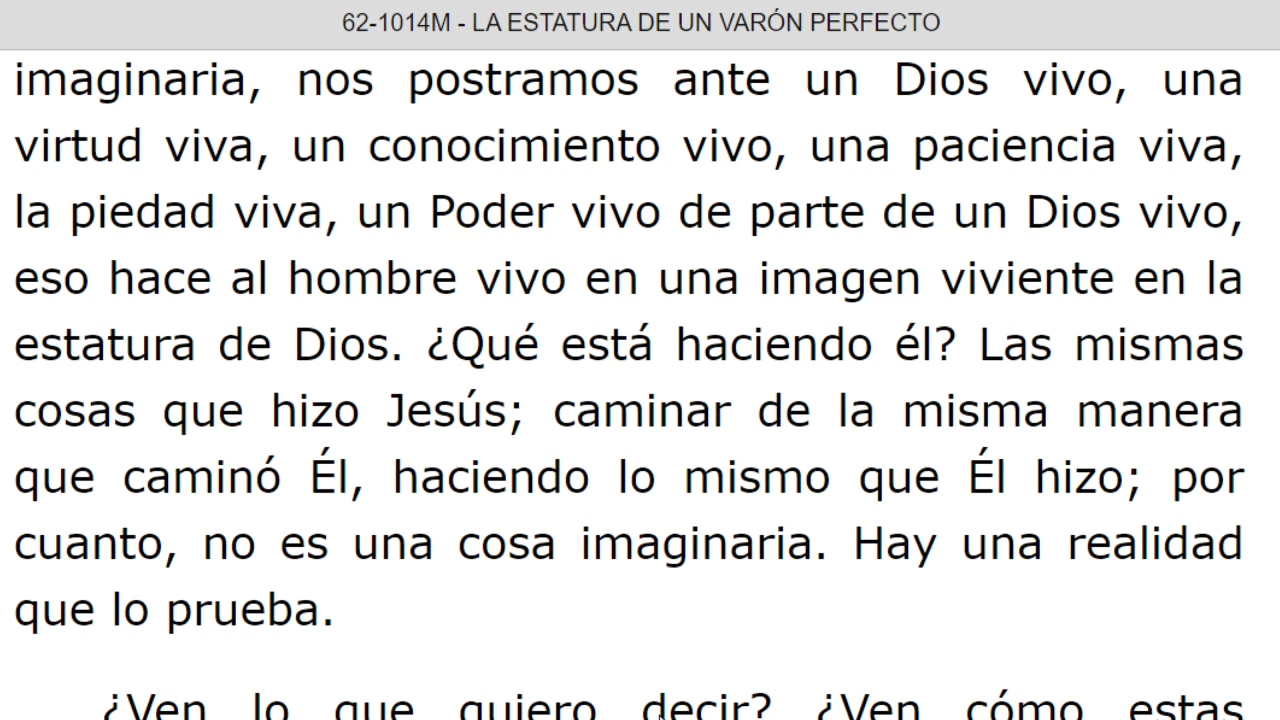 62-1014M - LA ESTATURA DE UN VARÓN PERFECTO
imaginaria, nos postramos ante un Dios vivo, una
virtud viva, un conocimiento vivo, una paciencia viva,
la piedad viva, un Poder vivo de parte de un Dios vivo,
eso hace al hombre vivo en una imagen viviente en la
estatura de Dios. ¿Qué está haciendo él? Las mismas
cosas que hizo Jesús; caminar de la misma manera
que caminó Él, haciendo lo mismo que Él hizo; por
cuanto, no es una cosa imaginaria. Hay una realidad
que lo prueba.
¿Ven lo que quiero decir? ¿Ven cómo estas